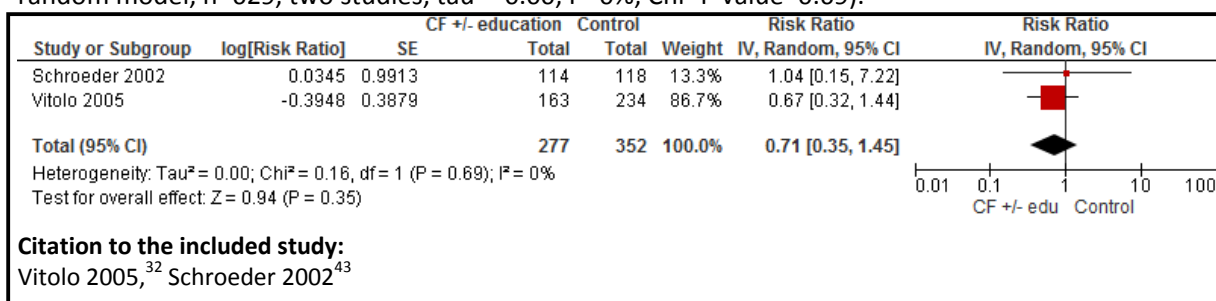 random model, n=629, two studies, tau²= 0.00, I²=0%, Chi²P value=0.69).
CF +/- education Control Risk Ratio Risk Ratio
Study or Subgroup log[Risk Ratio] SE Total Total Weight IV, Random, 95% CI IV, Random, 95% CI
Schroeder 2002 0.0345 0.9913 114 118 13.3% 1.04 [0.15, 7.22]
Vitolo 2005 -0.3948 0.3879 163 234 86.7% 0.67 [0.32, 1.44]
Total (95% CI) 277 352 100.0% 0.71 [0.35, 1.45]
Heterogeneity: Tau² = 0.00; Chi² = 0.16, df = 1 (P = 0.69); I² = 0%
Test for overall effect: Z = 0.94 (P = 0.35)
0.01 0.1 1 10 100
CF +/- edu Control
Citation to the included study:
Vitolo 2005,³² Schroeder 2002⁴³